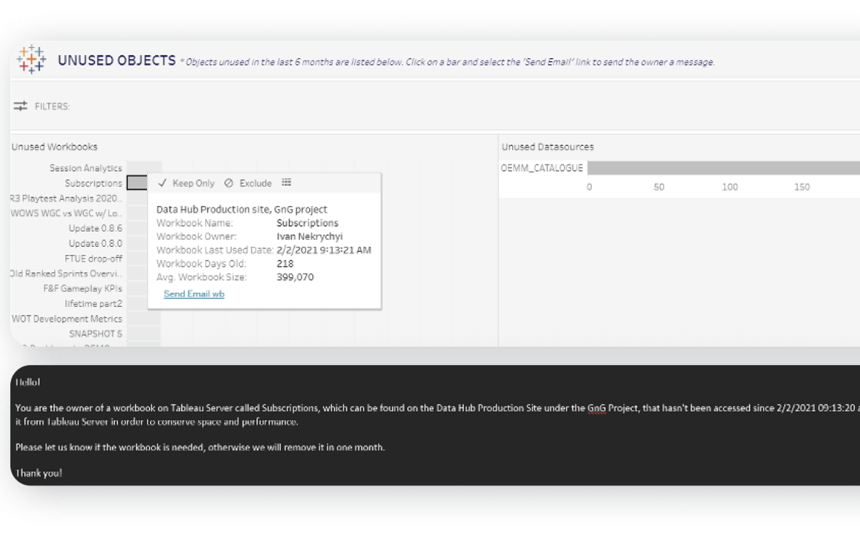 UNUSED OBJECTS * Objects unused in the last 6 months are listed below. Click on a bar and select the 'Send Email' link to send the owner a message.
FILTERS:
Unused Workbooks
Session Analytics
Subscriptions
R3 Playtest Analysis 2020..
WOWS WGC vs WGC w/ Lo..
Update 0.8.6
Update 0.8.0
FTUE drop-off
Old Ranked Sprints Overvi..
F&F Gameplay KPIs
lifetime part2
WOT Development Metrics
SNAPSHOT 5
Keep Only Exclude
Data Hub Production site, GnG project
Workbook Name: Subscriptions
Workbook Owner: Ivan Nekrychyi
Workbook Last Used Date: 2/2/2021 9:13:21 AM
Workbook Days Old: 218
Avg. Workbook Size: 399,070
Send Email wb
Unused Datasources
OEMM_CATALOGUE
0 50 100 150
Hello!
You are the owner of a workbook on Tableau Server called Subscriptions, which can be found on the Data Hub Production Site under the GnG Project, that hasn't been accessed since 2/2/2021 09:13:20
it from Tableau Server in order to conserve space and performance.
Please let us know if the workbook is needed, otherwise we will remove it in one month.
Thank you!